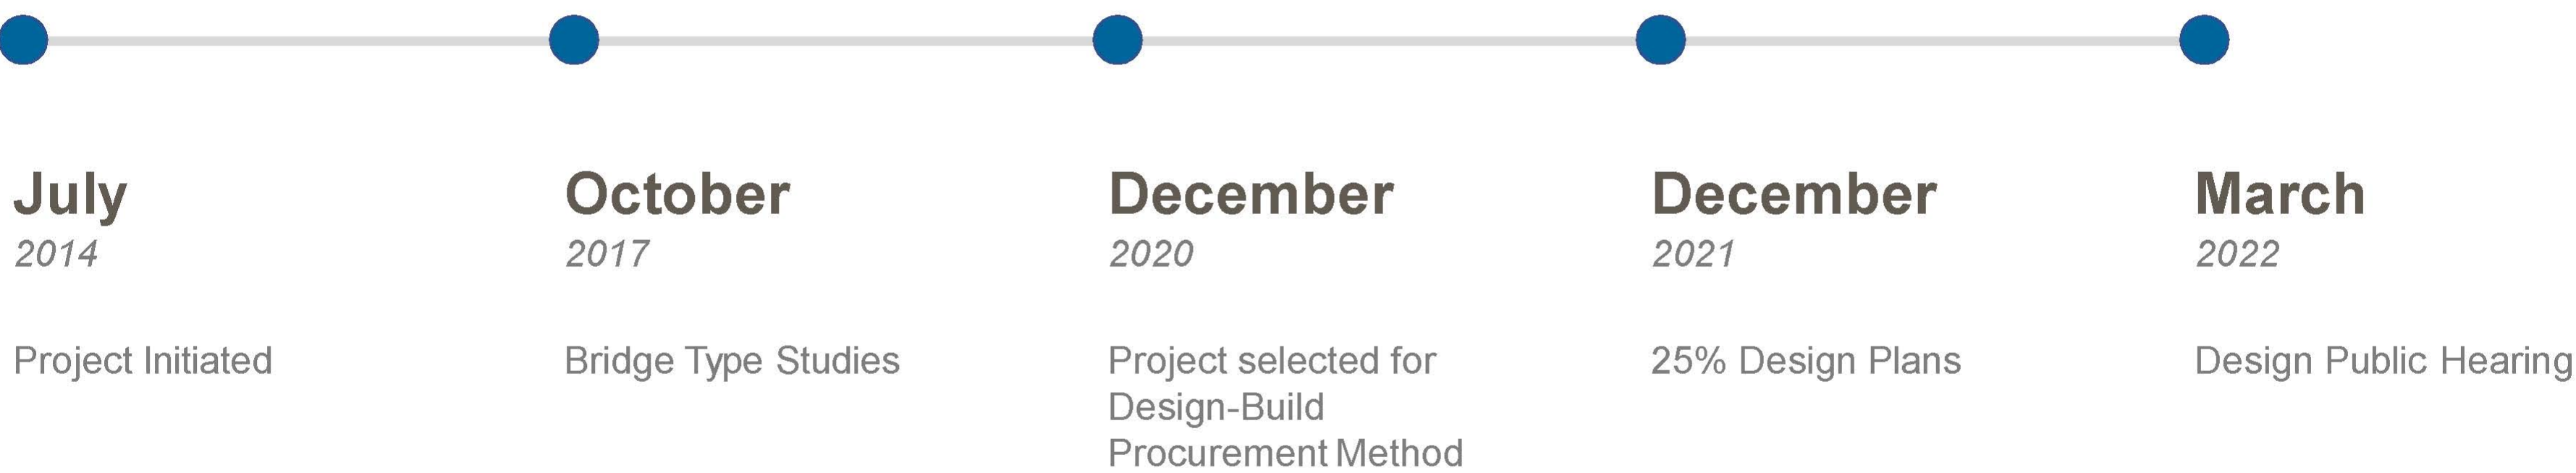 July
2014
Project Initiated
October
2017
Bridge Type Studies
December
2020
Project selected for
Design-Build
Procurement Method
December
2021
25% Design Plans
March
2022
Design Public Hearing